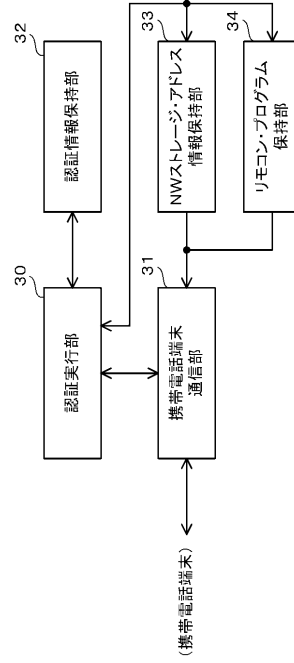 30
認証実行部
32
認証情報保持部
31
携帯電話端末
通信部
33
NWストレージ・アドレス
情報保持部
34
リモコン・プログラム
保持部
(携帯電話端末)